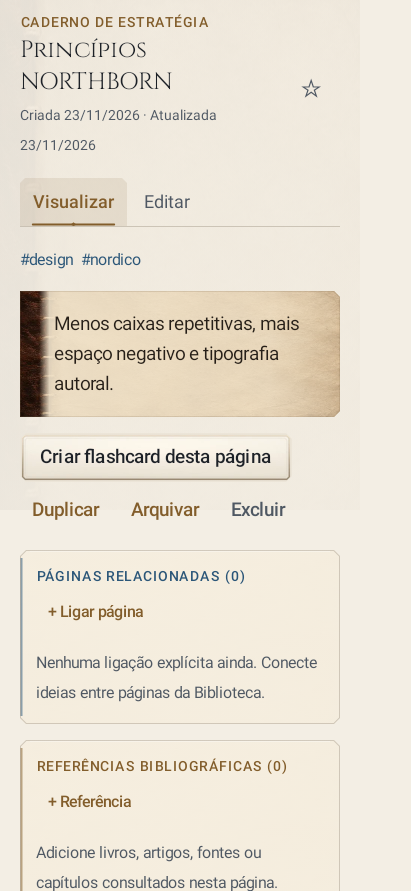 CADERNO DE ESTRATÉGIA
Princípios
NORTHBORN
Criada 23/11/2026 · Atualizada
23/11/2026
Visualizar Editar
#design #nordico
Menos caixas repetitivas, mais
espaço negativo e tipografia
autoral.
Criar flashcard desta página
Duplicar Arquivar Excluir
PÁGINAS RELACIONADAS (0)
+ Ligar página
Nenhuma ligação explícita ainda. Conecte
ideias entre páginas da Biblioteca.
REFERÊNCIAS BIBLIOGRÁFICAS (0)
+ Referência
Adicione livros, artigos, fontes ou
capítulos consultados nesta página.